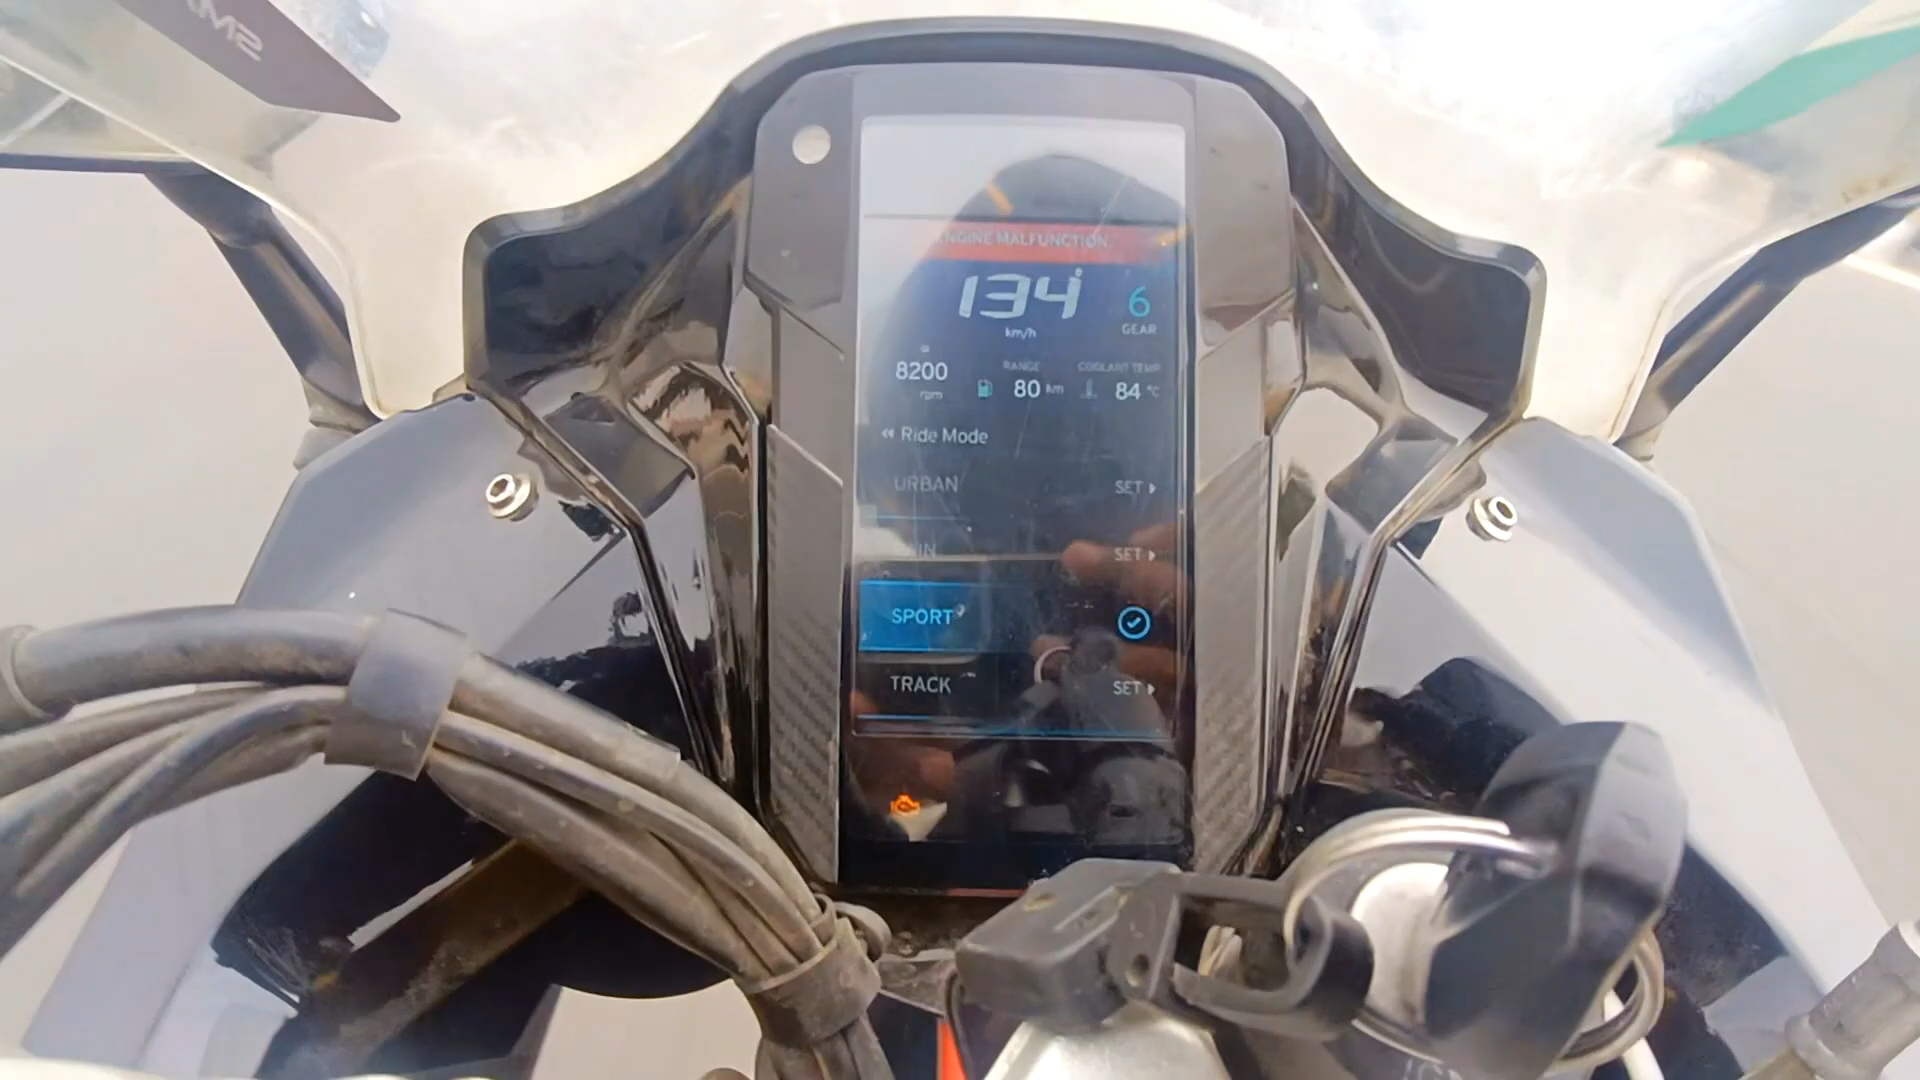 ENGINE MALFUNCTION.
134
km/h
6
GEAR
8200
rpm
RANGE
80 km
COOLANT TEMP
84 °C
« Ride Mode
URBAN
SET
SET
SPORT
TRACK
SET